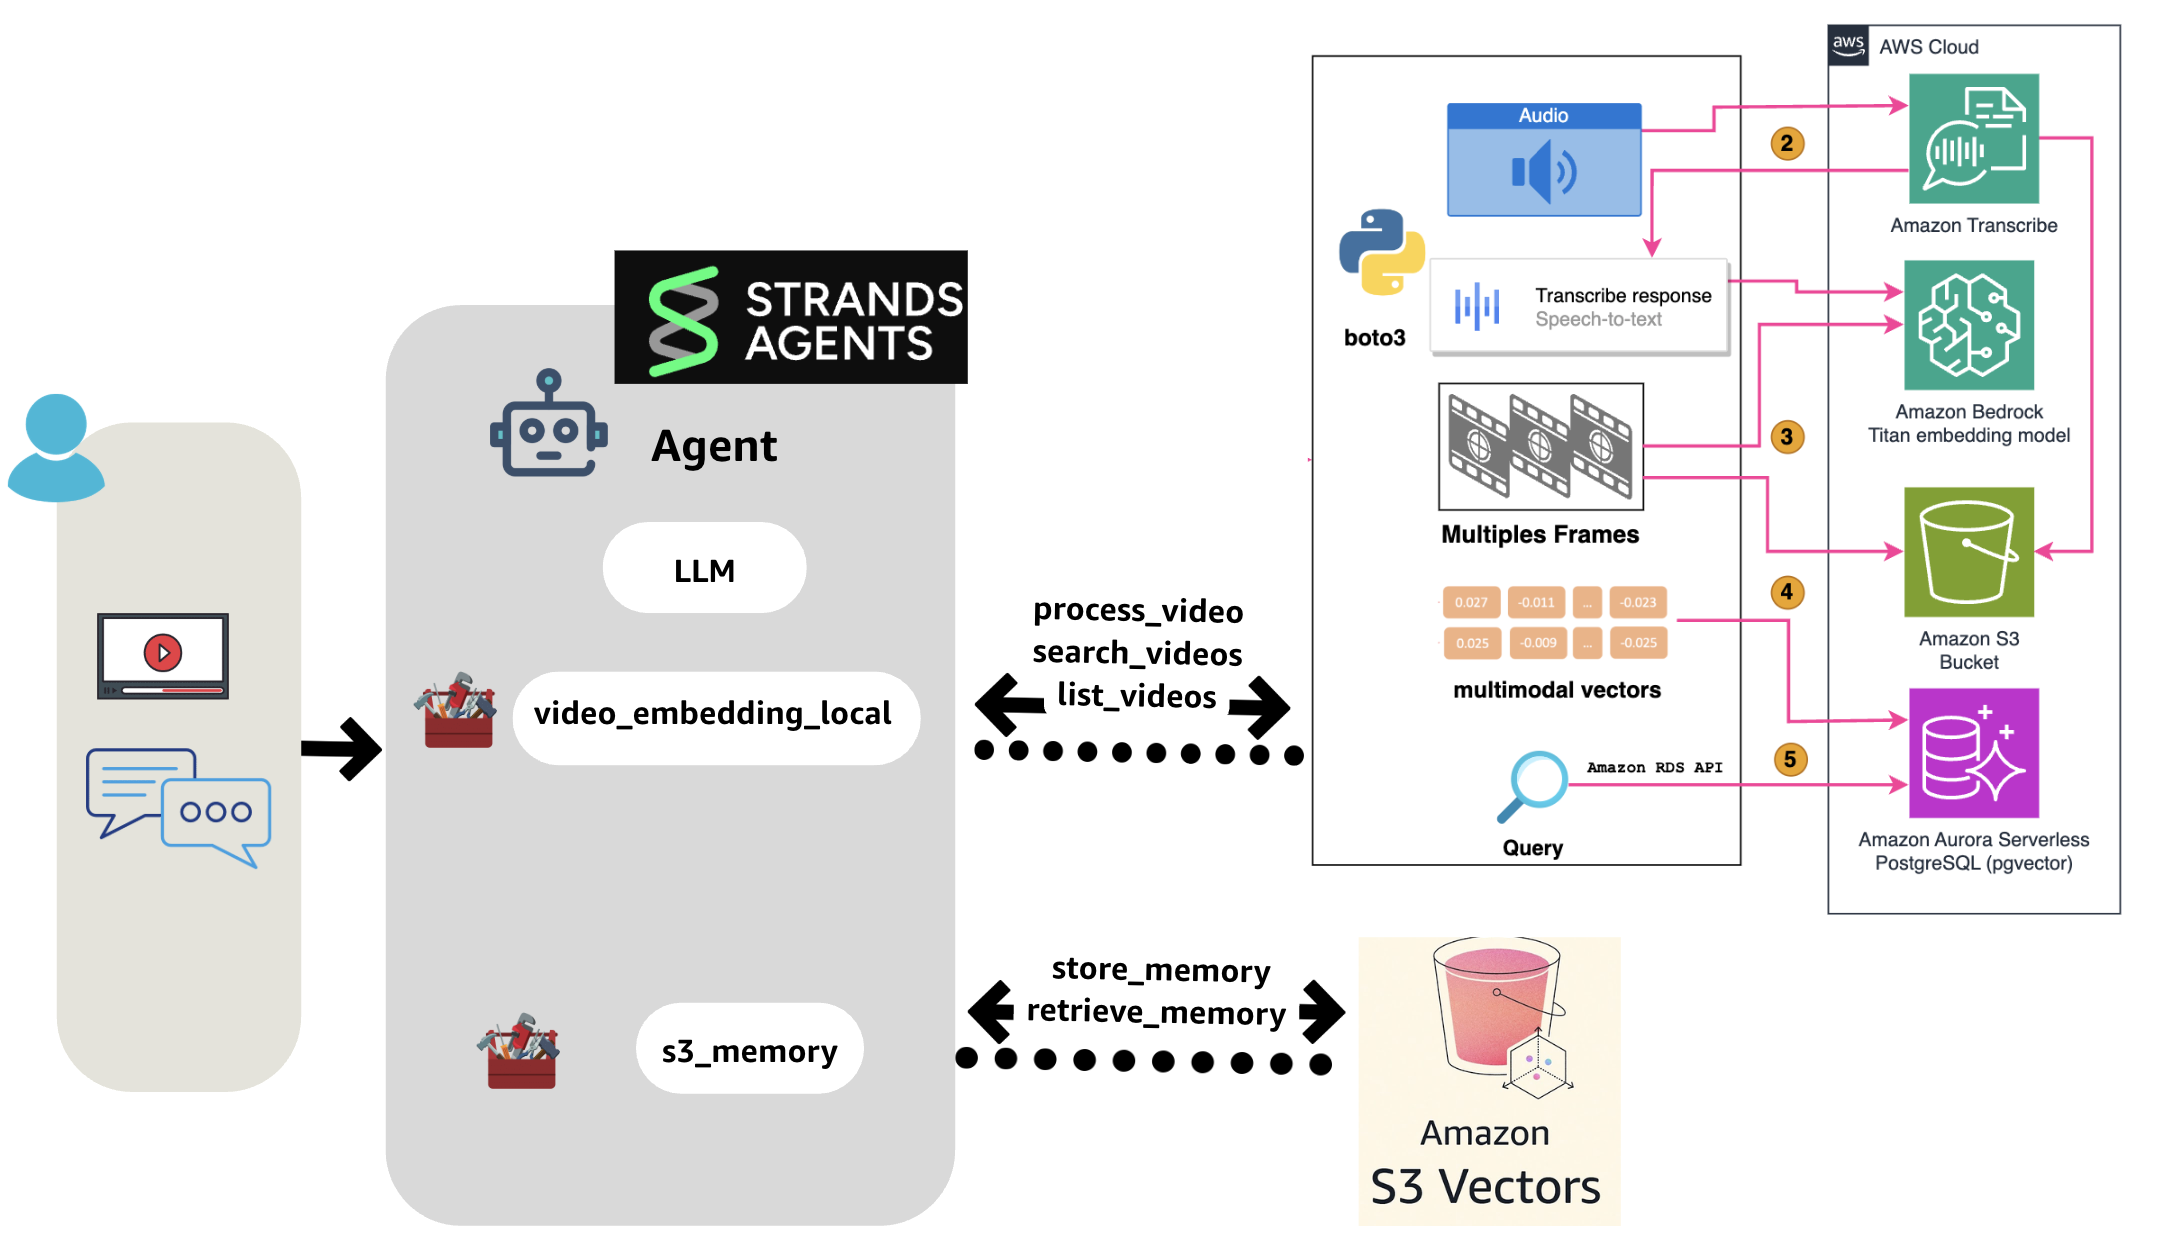 STRANDS
AGENTS
Agent
LLM
video_embedding_local
s3_memory
process_video
search_videos
list_videos
store_memory
retrieve_memory
Audio
boto3
Transcribe response
Speech-to-text
Multiples Frames
0.027 -0.011 ... -0.023
0.025 -0.009 ... -0.025
multimodal vectors
Amazon RDS API
Query
2
3
4
5
aws
AWS Cloud
Amazon Transcribe
Amazon Bedrock
Titan embedding model
Amazon S3
Bucket
Amazon Aurora Serverless
PostgreSQL (pgvector)
Amazon
S3 Vectors